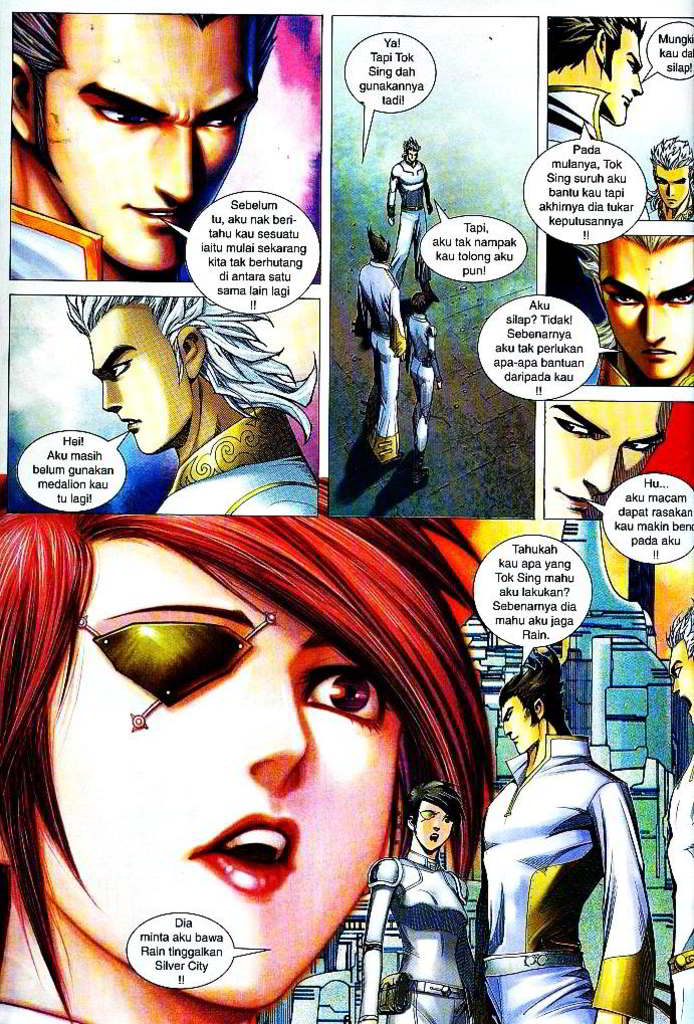 Sebelum
tu, aku nak beri-
tahu kau sesuatu
iaitu mulai sekarang
kita tak berhutang
di antara satu
sama lain lagi
!!
Hei!
Aku masih
belum gunakan
medalion kau
tu lagi!
Ya!
Tapi Tok
Sing dah
gunakannya
tadi!
Tapi,
aku tak nampak
kau tolong aku
pun!
kau
silap!
Pada
mulanya, Tok
Sing suruh aku
bantu kau tapi
akhirnya dia tukar
keputusannya
!!
Aku
silap? Tidak!
Sebenarnya
aku tak perlukan
apa-apa bantuan
daripada kau
!!
Hu...
aku macam
dapat rasakan
kau makin
pada aku
!!
Tahukah
kau apa yang
Tok Sing mahu
aku lakukan?
Sebenarnya dia
mahu aku jaga
Rain.
Dia
minta aku bawa
Rain tinggalkan
Silver City
!!